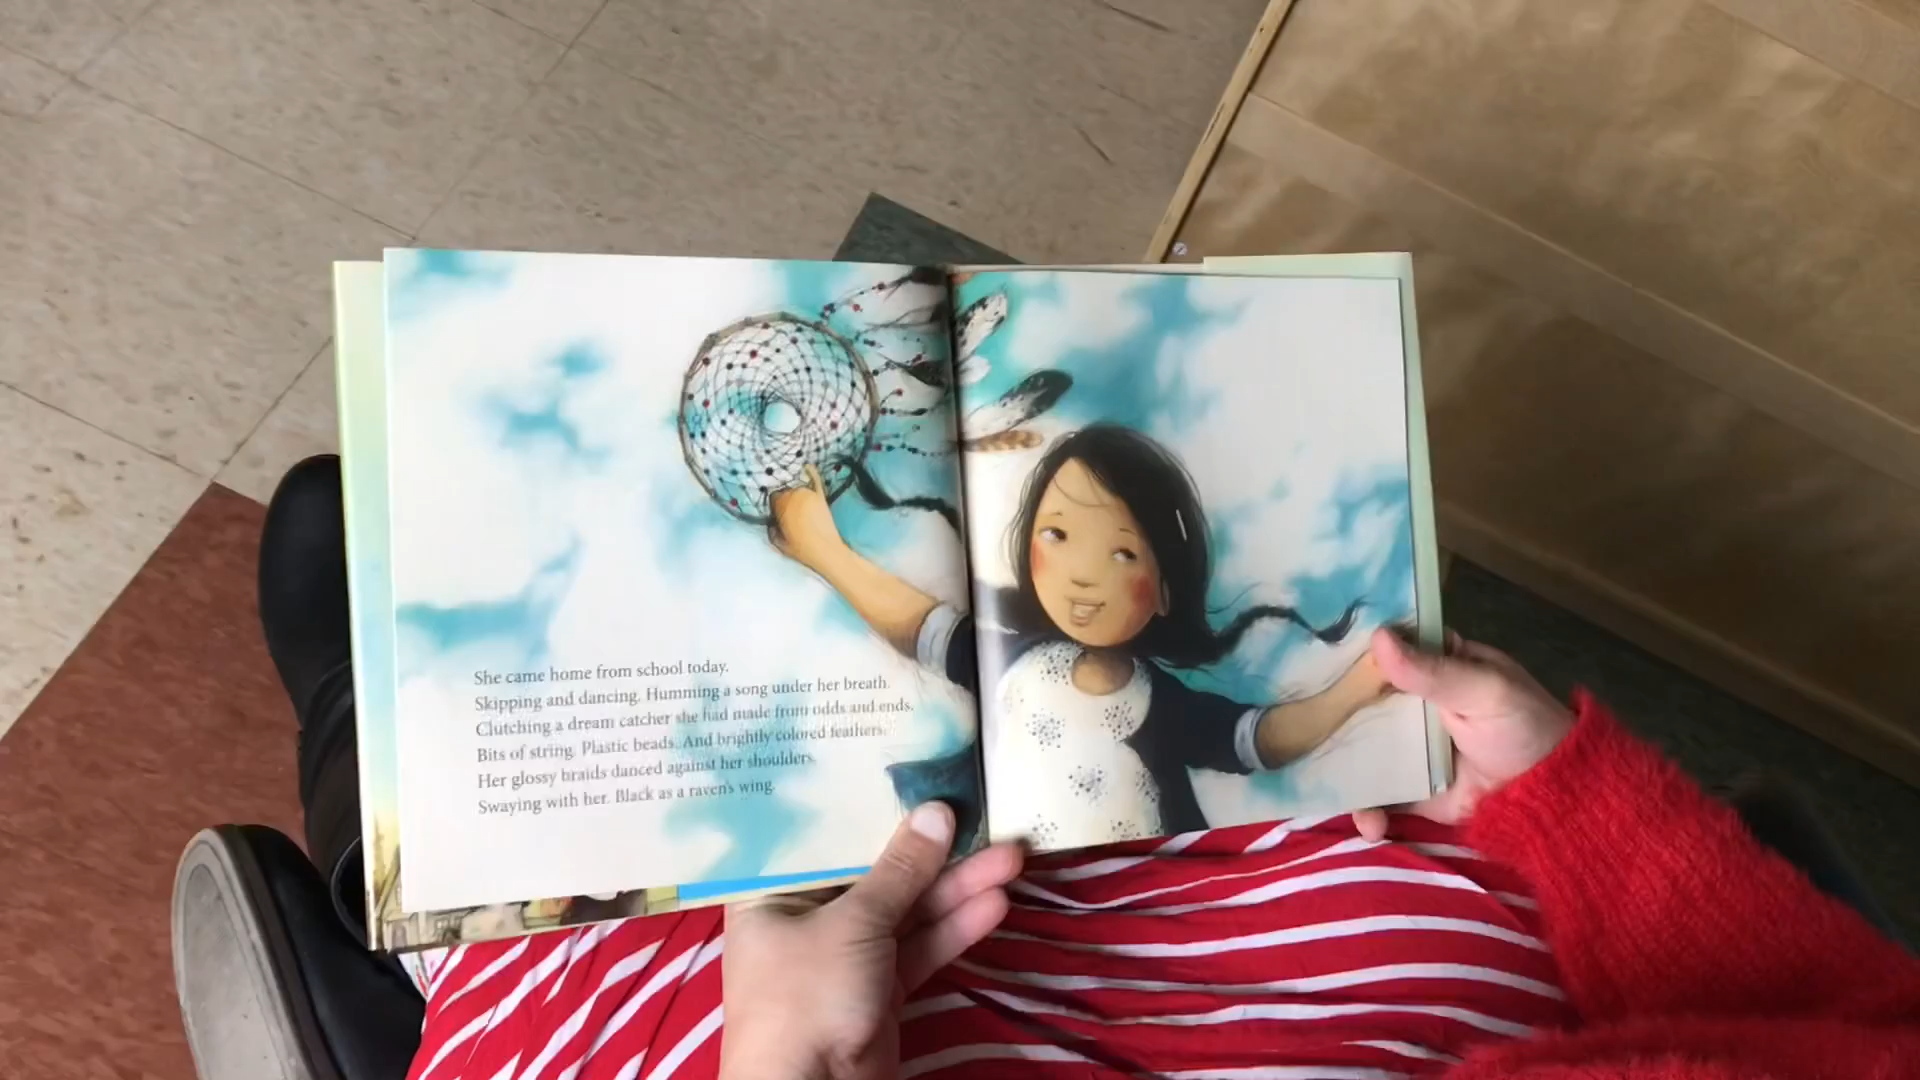 She came home from school today.
Skipping and dancing. Humming a song under her breath.
Clutching a dream catcher she had made from odds and ends.
Bits of string. Plastic beads. And brightly colored feathers.
Her glossy braids danced against her shoulders.
Swaying with her. Black as a raven's wing.